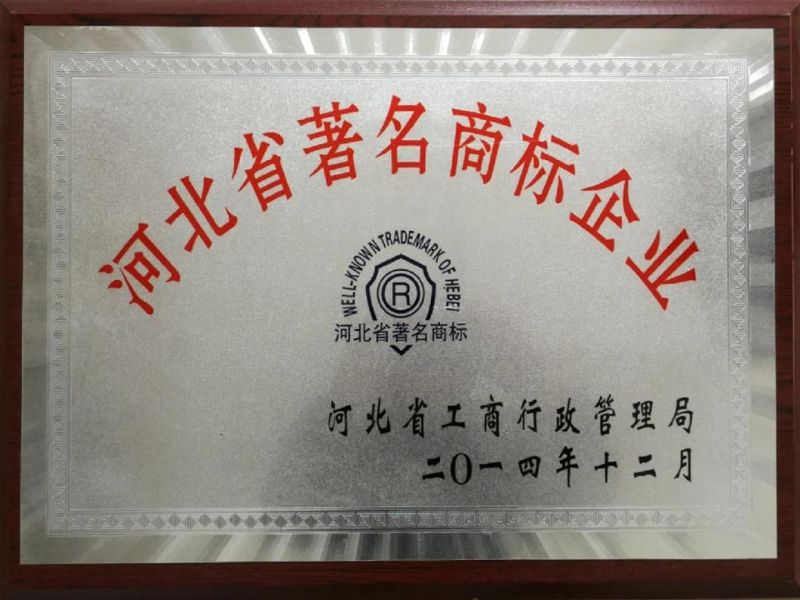 河北省著名商标企业
WELL-KNOWN TRADEMARK OF HEBEI
R
河北省著名商标
河北省工商行政管理局
二0一四年十二月